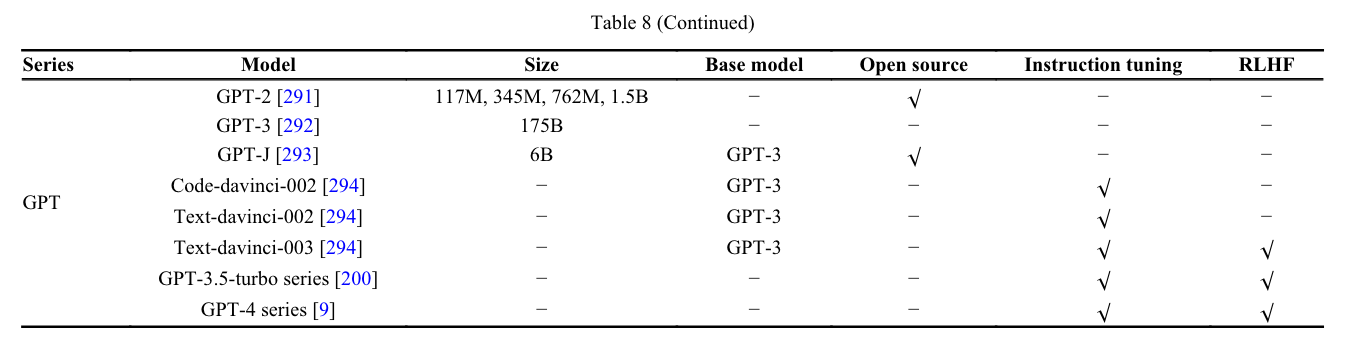 Table 8 (Continued)
Series Model Size Base model Open source Instruction tuning RLHF
GPT-2 [291] 117M, 345M, 762M, 1.5B – √ – –
GPT-3 [292] 175B – – – –
GPT-J [293] 6B GPT-3 √ – –
Code-davinci-002 [294] – GPT-3 – √ –
GPT
Text-davinci-002 [294] – GPT-3 – √ –
Text-davinci-003 [294] – GPT-3 – √ √
GPT-3.5-turbo series [200] – – – √ √
GPT-4 series [9] – – – √ √